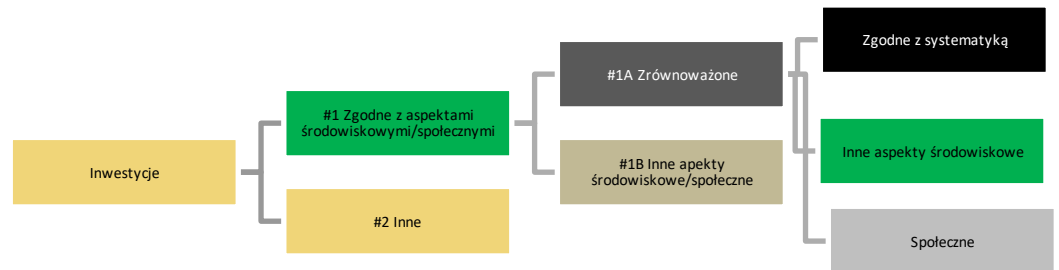 Inwestycje
#1 Zgodne z aspektami
środowiskowymi/społecznymi
#2 Inne
#1A Zrównoważone
#1B Inne apekty
środowiskowe/społeczne
Zgodne z systematyką
Inne aspekty środowiskowe
Społeczne